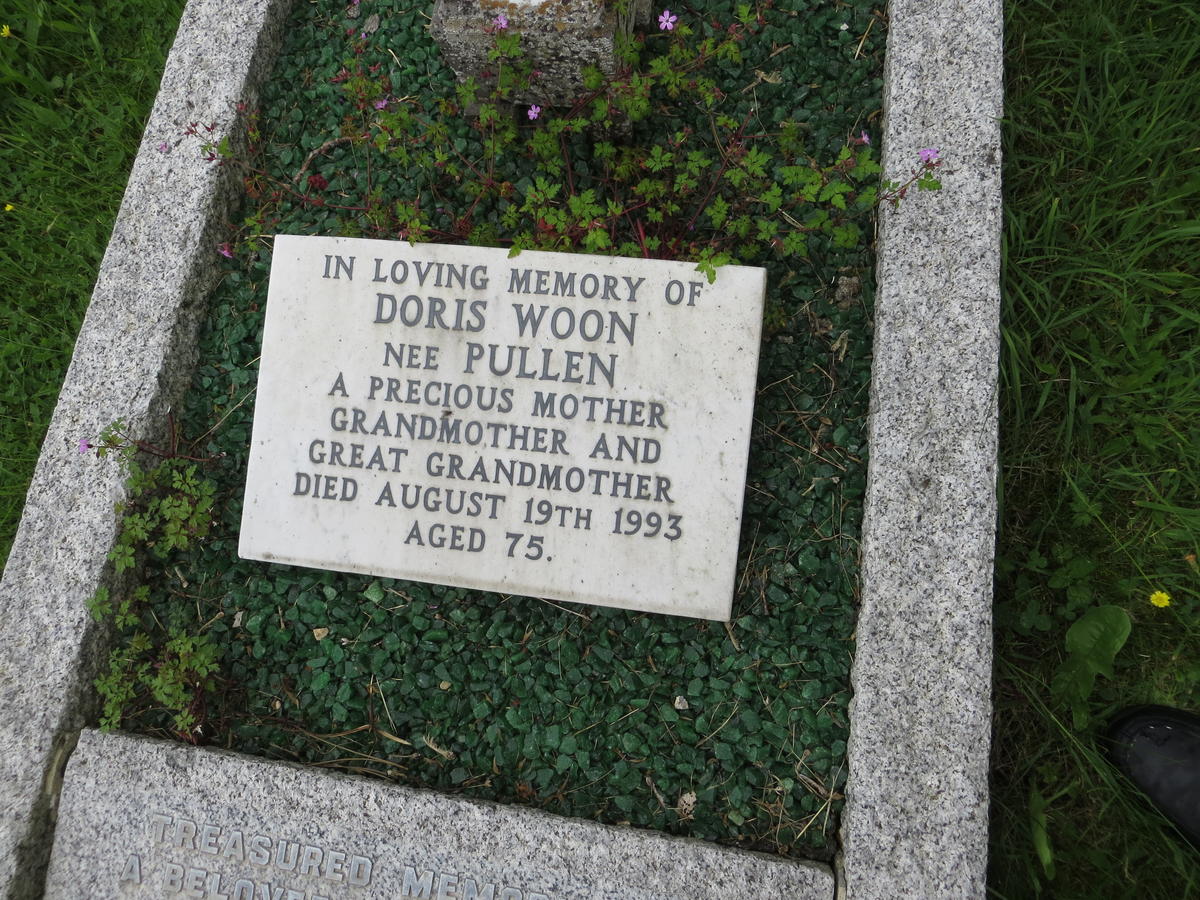 IN LOVING MEMORY OF
DORIS WOON
NEE PULLEN
A PRECIOUS MOTHER
GRANDMOTHER AND
GREAT GRANDMOTHER
DIED AUGUST 19TH 1993
AGED 75.
TREASURED
A